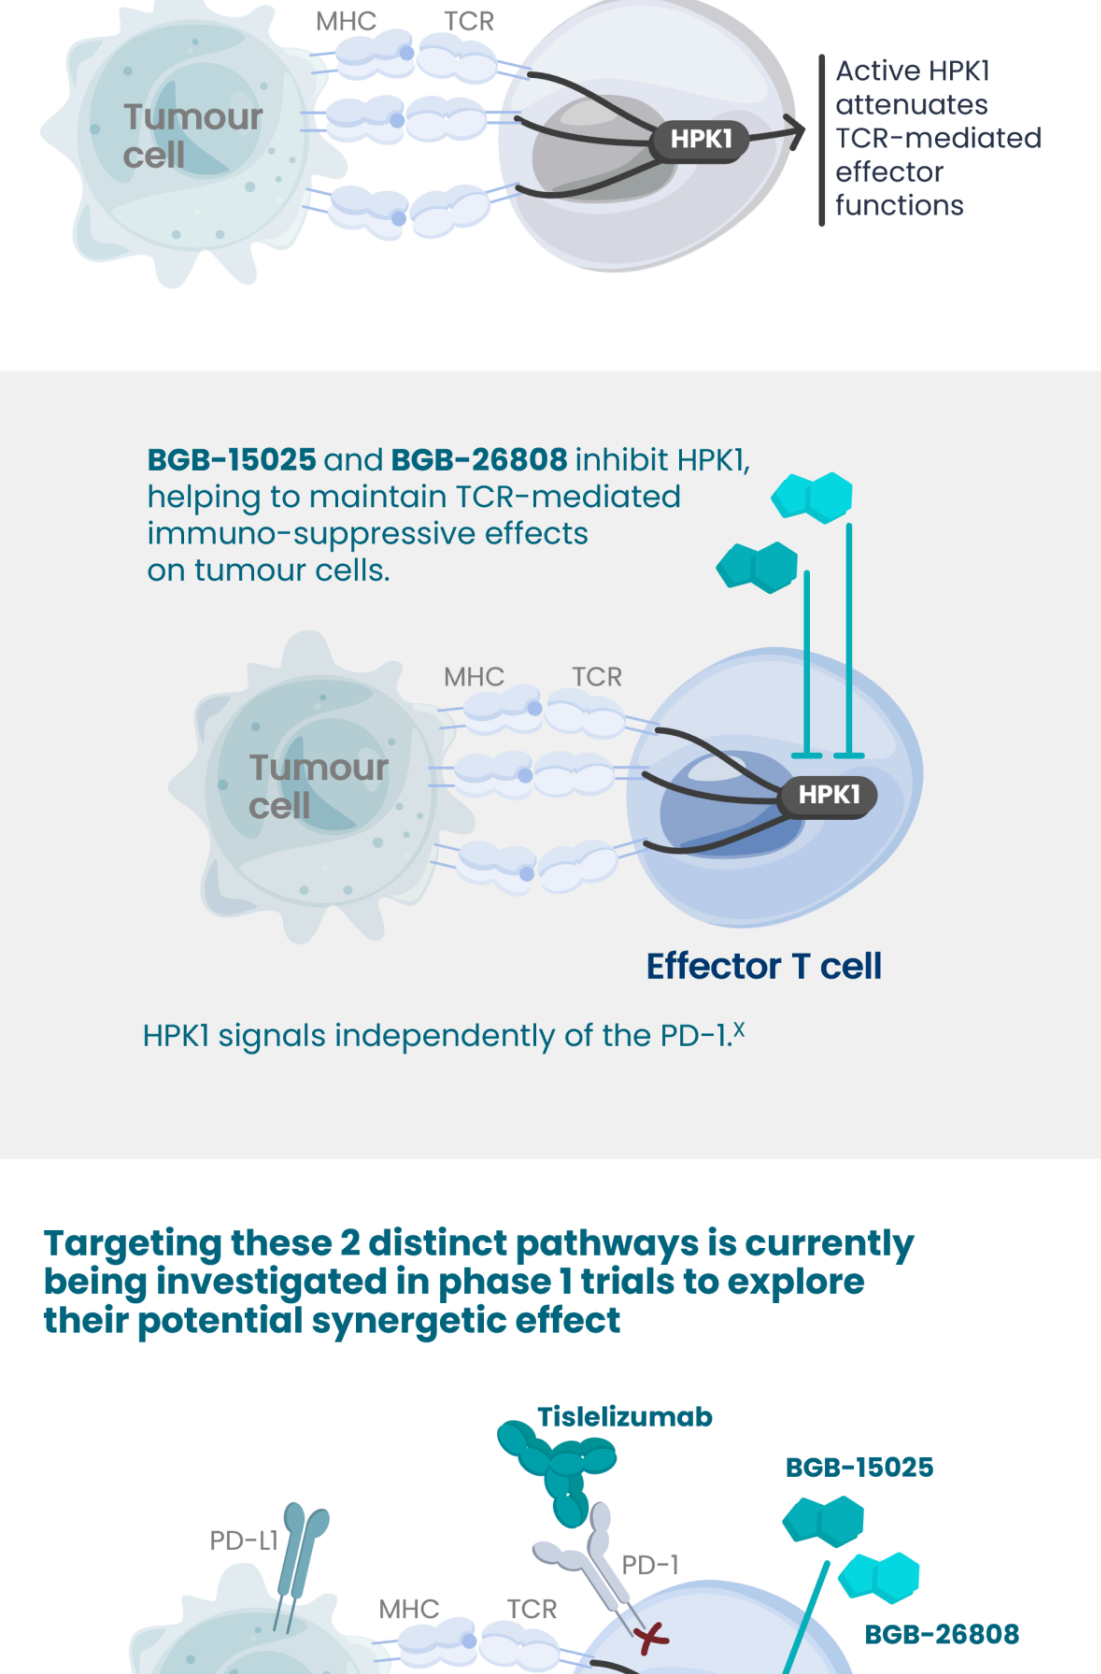 MHC
TCR
Tumour
cell
HPK1
Active HPK1
attenuates
TCR-mediated
effector
functions
BGB-15025 and BGB-26808 inhibit HPK1,
helping to maintain TCR-mediated
immuno-suppressive effects
on tumour cells.
MHC
TCR
Tumour
cell
HPK1
Effector T cell
HPK1 signals independently of the PD-1.ˣ
Targeting these 2 distinct pathways is currently
being investigated in phase 1 trials to explore
their potential synergetic effect
Tislelizumab
BGB-15025
PD-L1
PD-1
MHC
TCR
BGB-26808